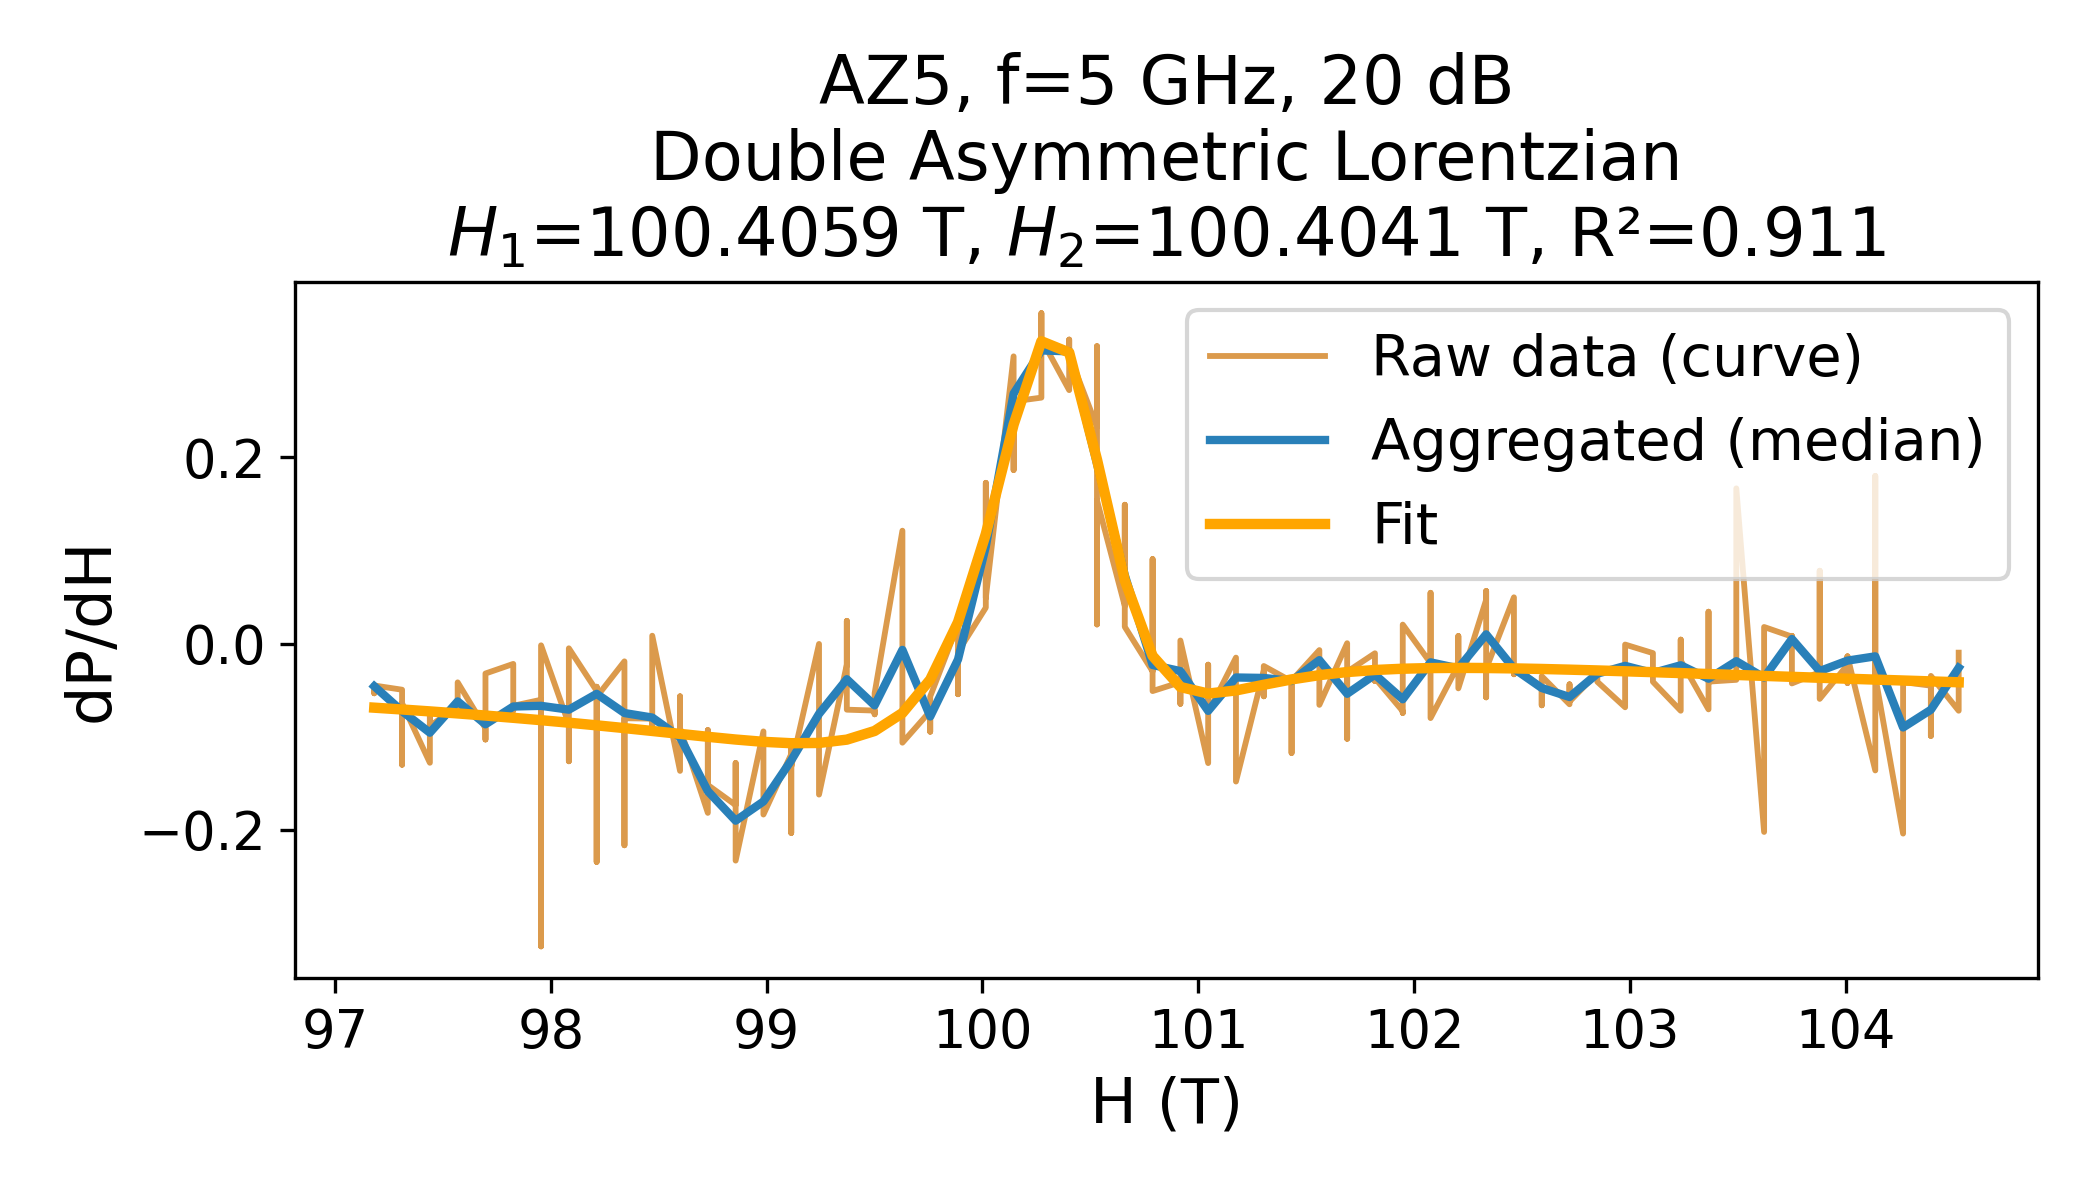 AZ5, f=5 GHz, 20 dB
Double Asymmetric Lorentzian
H₁=100.4059 T, H₂=100.4041 T, R²=0.911
Raw data (curve)
Aggregated (median)
Fit
dP/dH
0.2
0.0
−0.2
97 98 99 100 101 102 103 104
H (T)